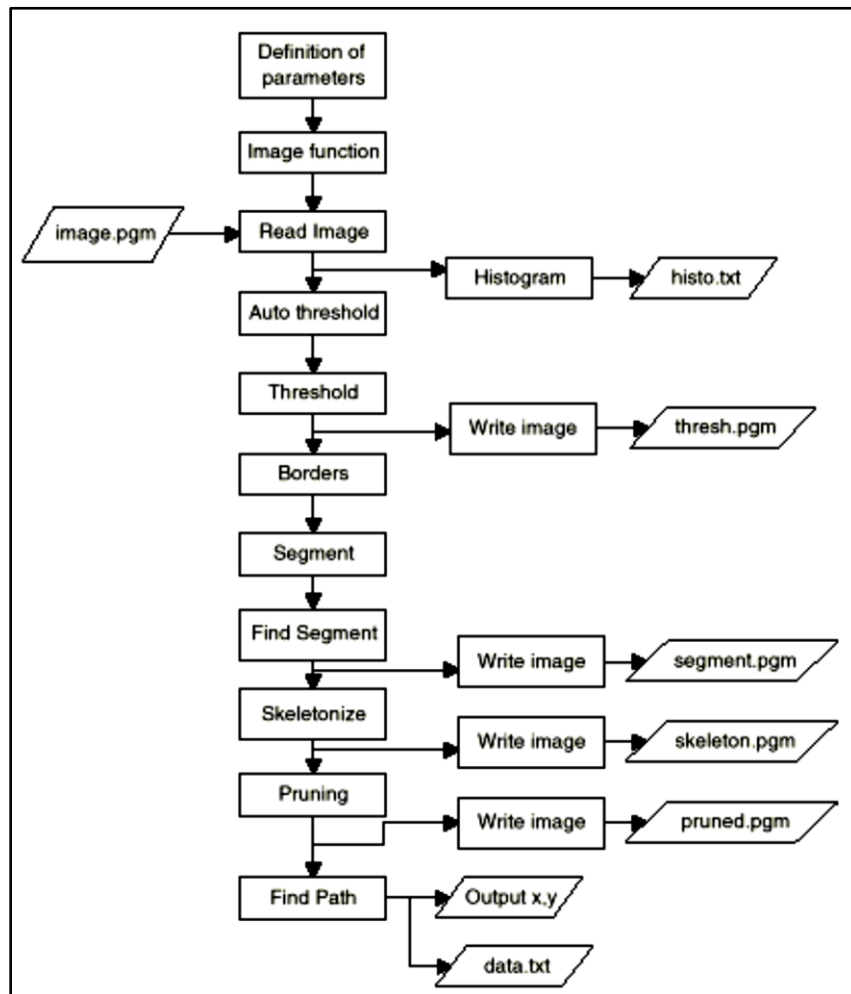 Definition of
parameters
Image function
image.pgm
Read Image
Histogram
histo.txt
Auto threshold
Threshold
Write image
thresh.pgm
Borders
Segment
Find Segment
Write image
segment.pgm
Skeletonize
Write image
skeleton.pgm
Pruning
Write image
pruned.pgm
Find Path
Output x,y
data.txt